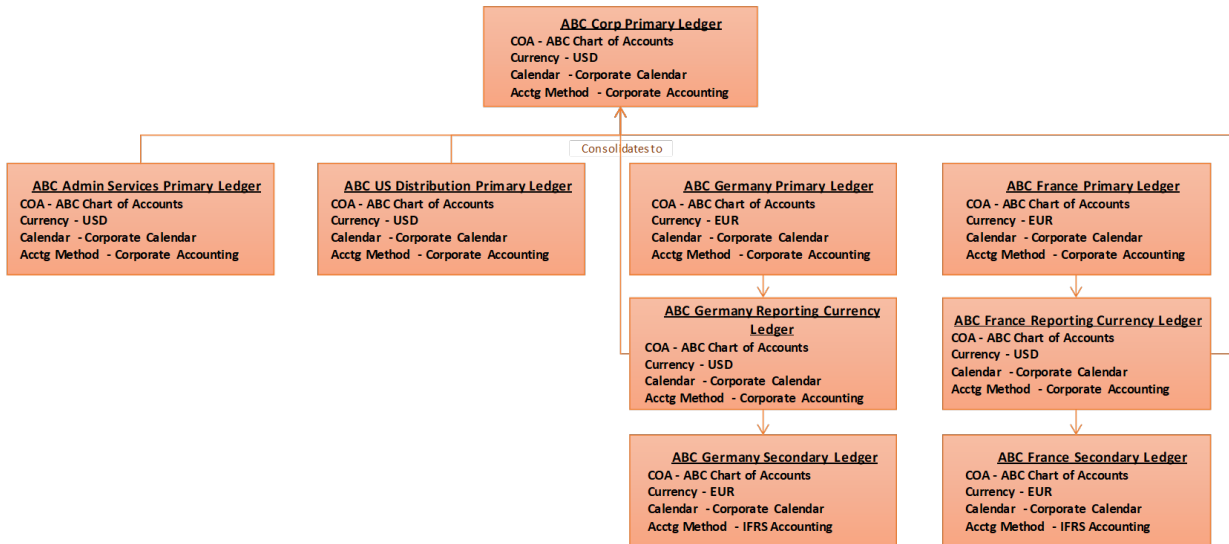 ABC Corp Primary Ledger
COA - ABC Chart of Accounts
Currency - USD
Calendar - Corporate Calendar
Acctg Method - Corporate Accounting
Consolidates to
ABC Admin Services Primary Ledger
COA - ABC Chart of Accounts
Currency - USD
Calendar - Corporate Calendar
Acctg Method - Corporate Accounting
ABC US Distribution Primary Ledger
COA - ABC Chart of Accounts
Currency - USD
Calendar - Corporate Calendar
Acctg Method - Corporate Accounting
ABC Germany Primary Ledger
COA - ABC Chart of Accounts
Currency - EUR
Calendar - Corporate Calendar
Acctg Method - Corporate Accounting
ABC France Primary Ledger
COA - ABC Chart of Accounts
Currency - EUR
Calendar - Corporate Calendar
Acctg Method - Corporate Accounting
ABC Germany Reporting Currency
Ledger
COA - ABC Chart of Accounts
Currency - USD
Calendar - Corporate Calendar
Acctg Method - Corporate Accounting
ABC France Reporting Currency Ledger
COA - ABC Chart of Accounts
Currency - USD
Calendar - Corporate Calendar
Acctg Method - Corporate Accounting
ABC Germany Secondary Ledger
COA - ABC Chart of Accounts
Currency - EUR
Calendar - Corporate Calendar
Acctg Method - IFRS Accounting
ABC France Secondary Ledger
COA - ABC Chart of Accounts
Currency - EUR
Calendar - Corporate Calendar
Acctg Method - IFRS Accounting